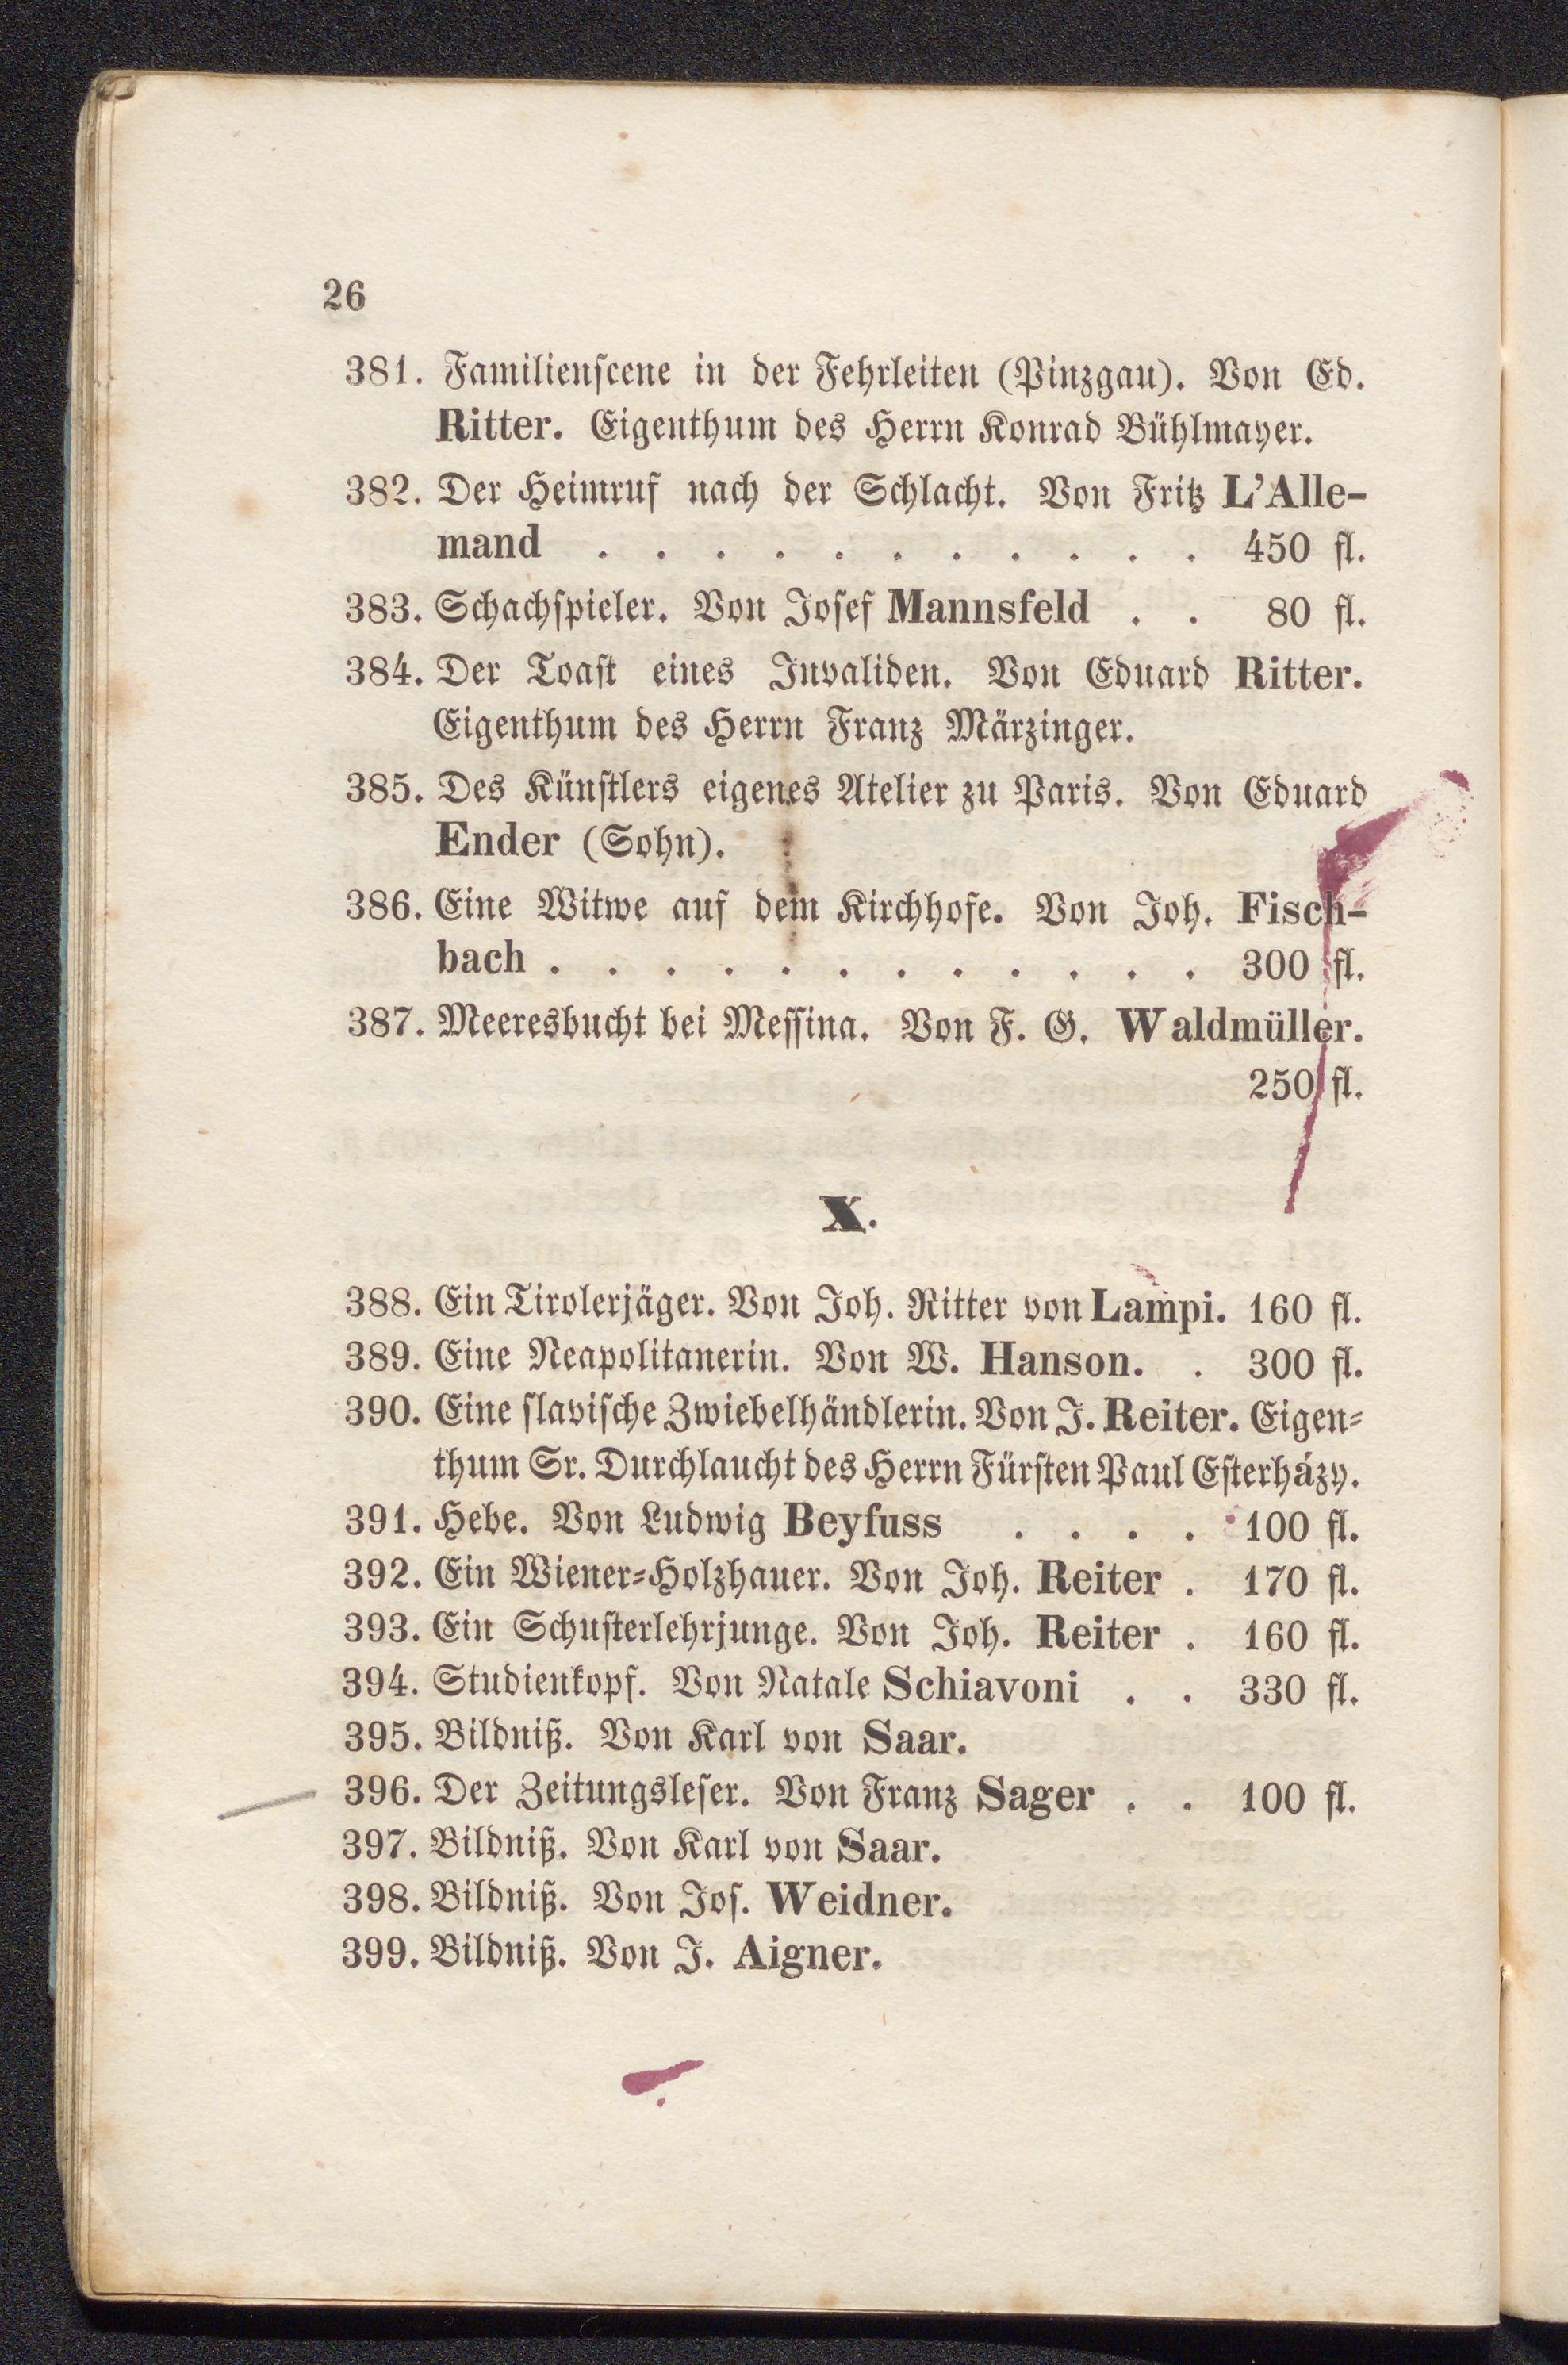 26
381. Familienscene in der Fehrleiten (Pinzgau). Von Ed.
Ritter. Eigenthum des Herrn Konrad Bühlmayer.
382. Der Heimruf nach der Schlacht. Von Fritz L'Alle-
mand . . . . . . . . . . . 450 fl.
383. Schachspieler. Von Josef Mannsfeld . . 80 fl.
384. Der Toast eines Invaliden. Von Eduard Ritter.
Eigenthum des Herrn Franz Märzinger.
385. Des Künstlers eigenes Atelier zu Paris. Von Eduard
Ender (Sohn).
386. Eine Witwe auf dem Kirchhofe. Von Joh. Fisch-
bach . . . . . . . . . . . . 300 fl.
387. Meeresbucht bei Messina. Von F. G. Waldmüller.
250 fl.
X.
388. Ein Tirolerjäger. Von Joh. Ritter von Lampi. 160 fl.
389. Eine Neapolitanerin. Von W. Hanson. . 300 fl.
390. Eine slavische Zwiebelhändlerin. Von J. Reiter. Eigen-
thum Sr. Durchlaucht des Herrn Fürsten Paul Esterházy.
391. Hebe. Von Ludwig Beyfuss . . . . 100 fl.
392. Ein Wiener-Holzhauer. Von Joh. Reiter . 170 fl.
393. Ein Schusterlehrjunge. Von Joh. Reiter . 160 fl.
394. Studienkopf. Von Natale Schiavoni . . 330 fl.
395. Bildniß. Von Karl von Saar.
396. Der Zeitungsleser. Von Franz Sager . . 100 fl.
397. Bildniß. Von Karl von Saar.
398. Bildniß. Von Jos. Weidner.
399. Bildniß. Von J. Aigner.